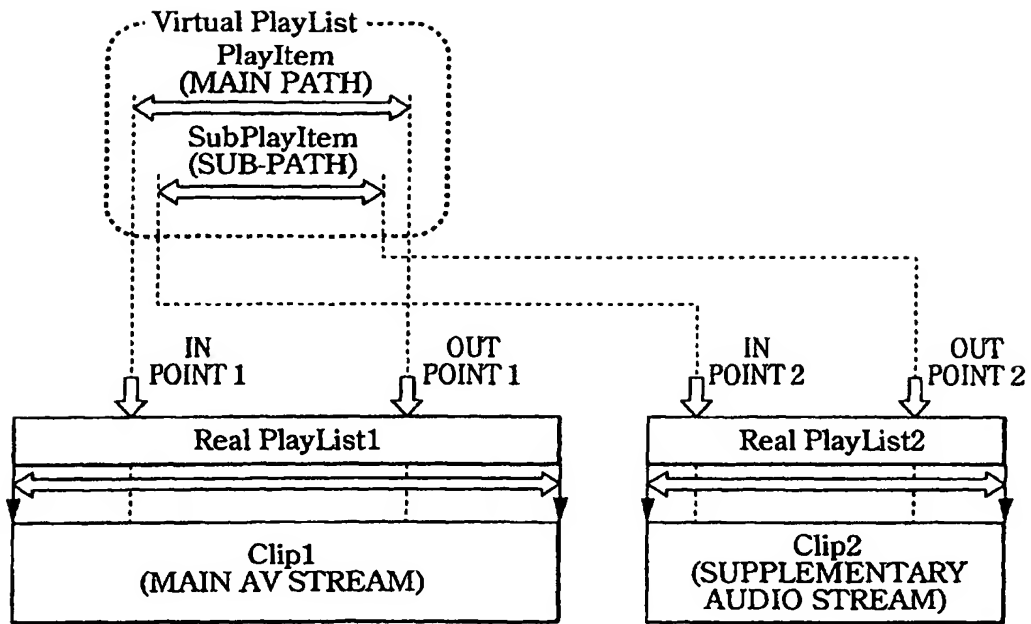 Virtual PlayList
PlayItem
(MAIN PATH)
SubPlayItem
(SUB-PATH)
IN
POINT 1
OUT
POINT 1
IN
POINT 2
OUT
POINT 2
Real PlayList1
Real PlayList2
Clip1
(MAIN AV STREAM)
Clip2
(SUPPLEMENTARY
AUDIO STREAM)